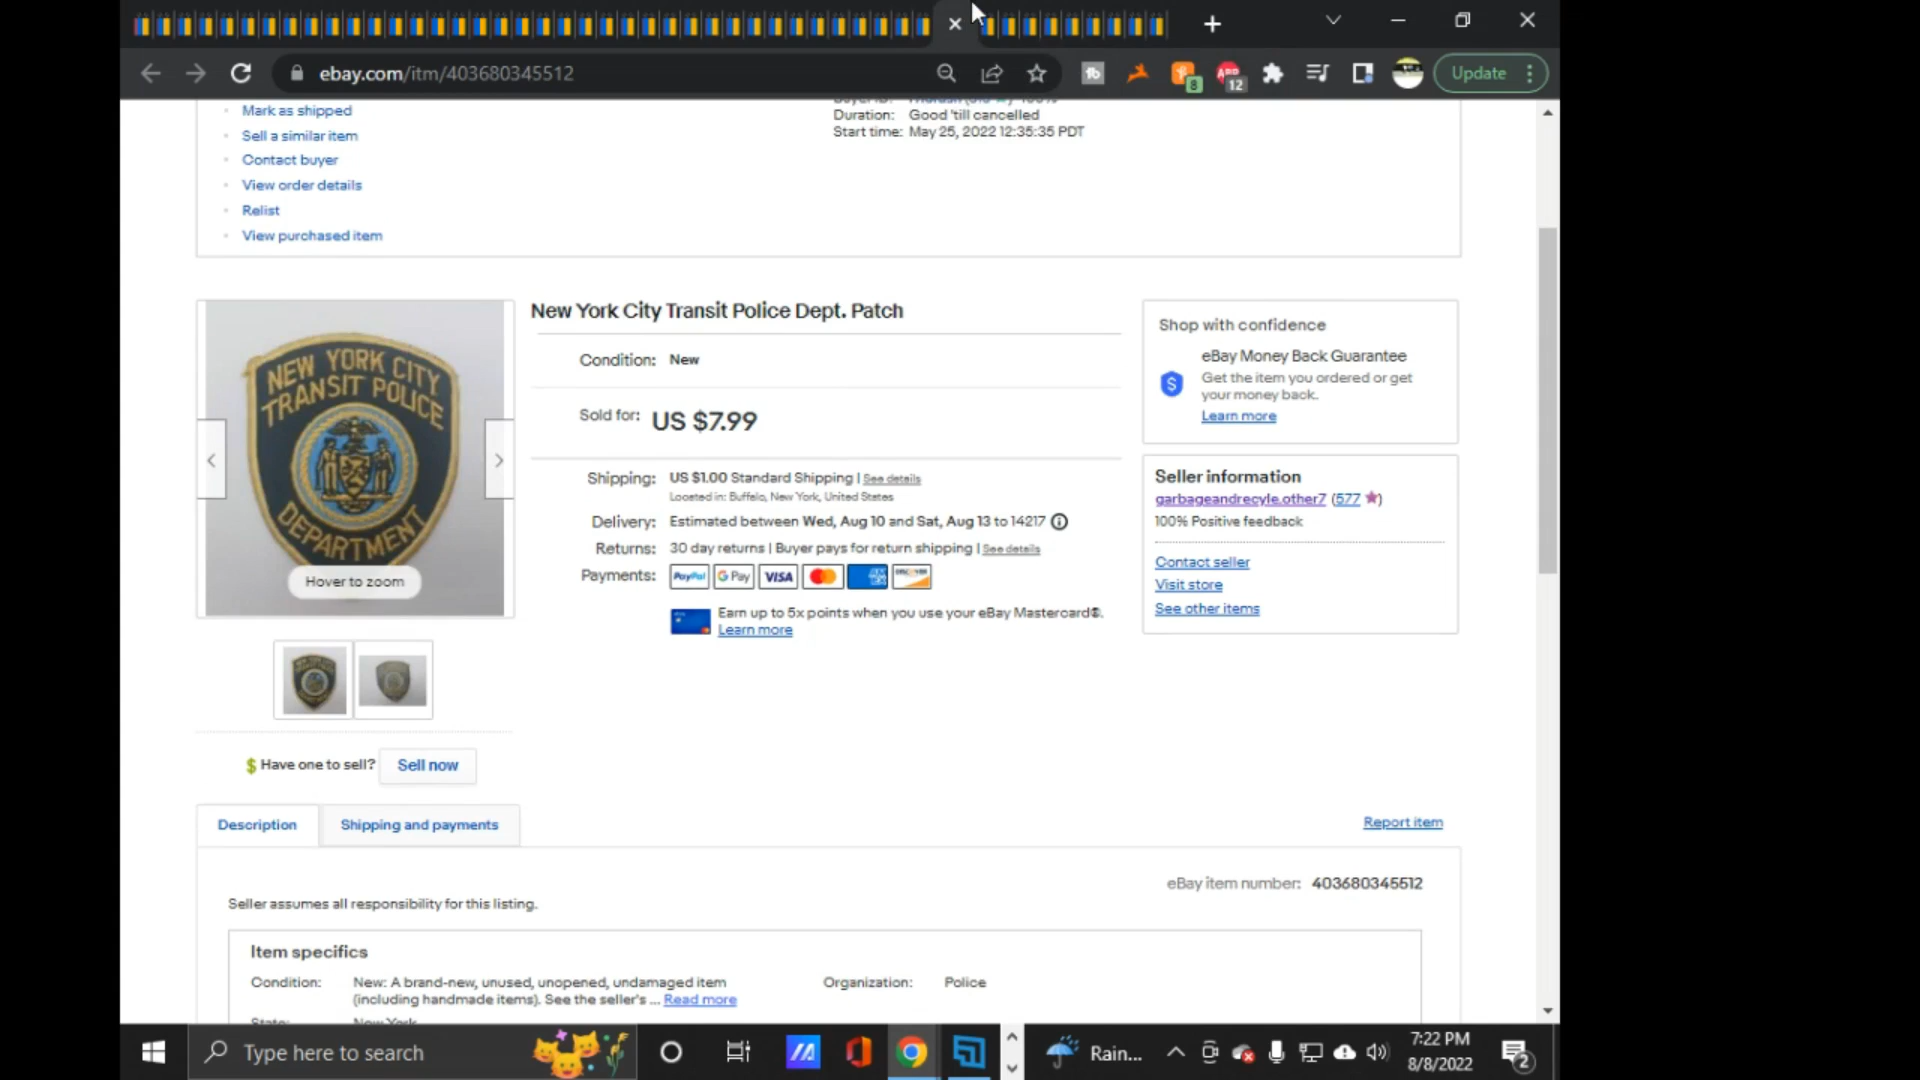 ebay.com/itm/403680345512
8
12
Update
Mark as shipped
Sell a similar item
Contact buyer
View order details
Relist
View purchased item
Duration: Good 'till cancelled
Start time: May 25, 2022 12:35:35 PDT
NEW YORK CITY
TRANSIT POLICE
DEPARTMENT
Hover to zoom
New York City Transit Police Dept. Patch
Condition: New
Sold for: US $7.99
Shipping: US $1.00 Standard Shipping | See details
Located in: Buffalo, New York, United States
Delivery: Estimated between Wed, Aug 10 and Sat, Aug 13 to 14217
Returns: 30 day returns | Buyer pays for return shipping | See details
Payments: PayPal G Pay VISA DISCOVER
Earn up to 5x points when you use your eBay Mastercard®.
Learn more
Shop with confidence
eBay Money Back Guarantee
Get the item you ordered or get
your money back.
Learn more
Seller information
garbageandrecyle.other7 (577)
100% Positive feedback
Contact seller
Visit store
See other items
$ Have one to sell? Sell now
Description
Shipping and payments
Report item
eBay item number: 403680345512
Seller assumes all responsibility for this listing.
Item specifics
Condition: New: A brand-new, unused, unopened, undamaged item
(including handmade items). See the seller's ... Read more
Organization: Police
State: New York
Type here to search
Rain...
7:22 PM
8/8/2022
2